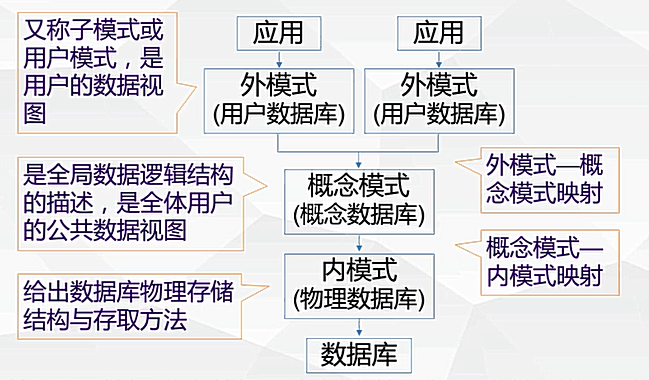 又称子模式或
用户模式，是
用户的数据视
图
应用
应用
外模式
(用户数据库)
外模式
(用户数据库)
是全局数据逻辑结构
的描述，是全体用户
的公共数据视图
概念模式
(概念数据库)
外模式—概
念模式映射
概念模式—
内模式映射
给出数据库物理存储
结构与存取方法
内模式
(物理数据库)
数据库